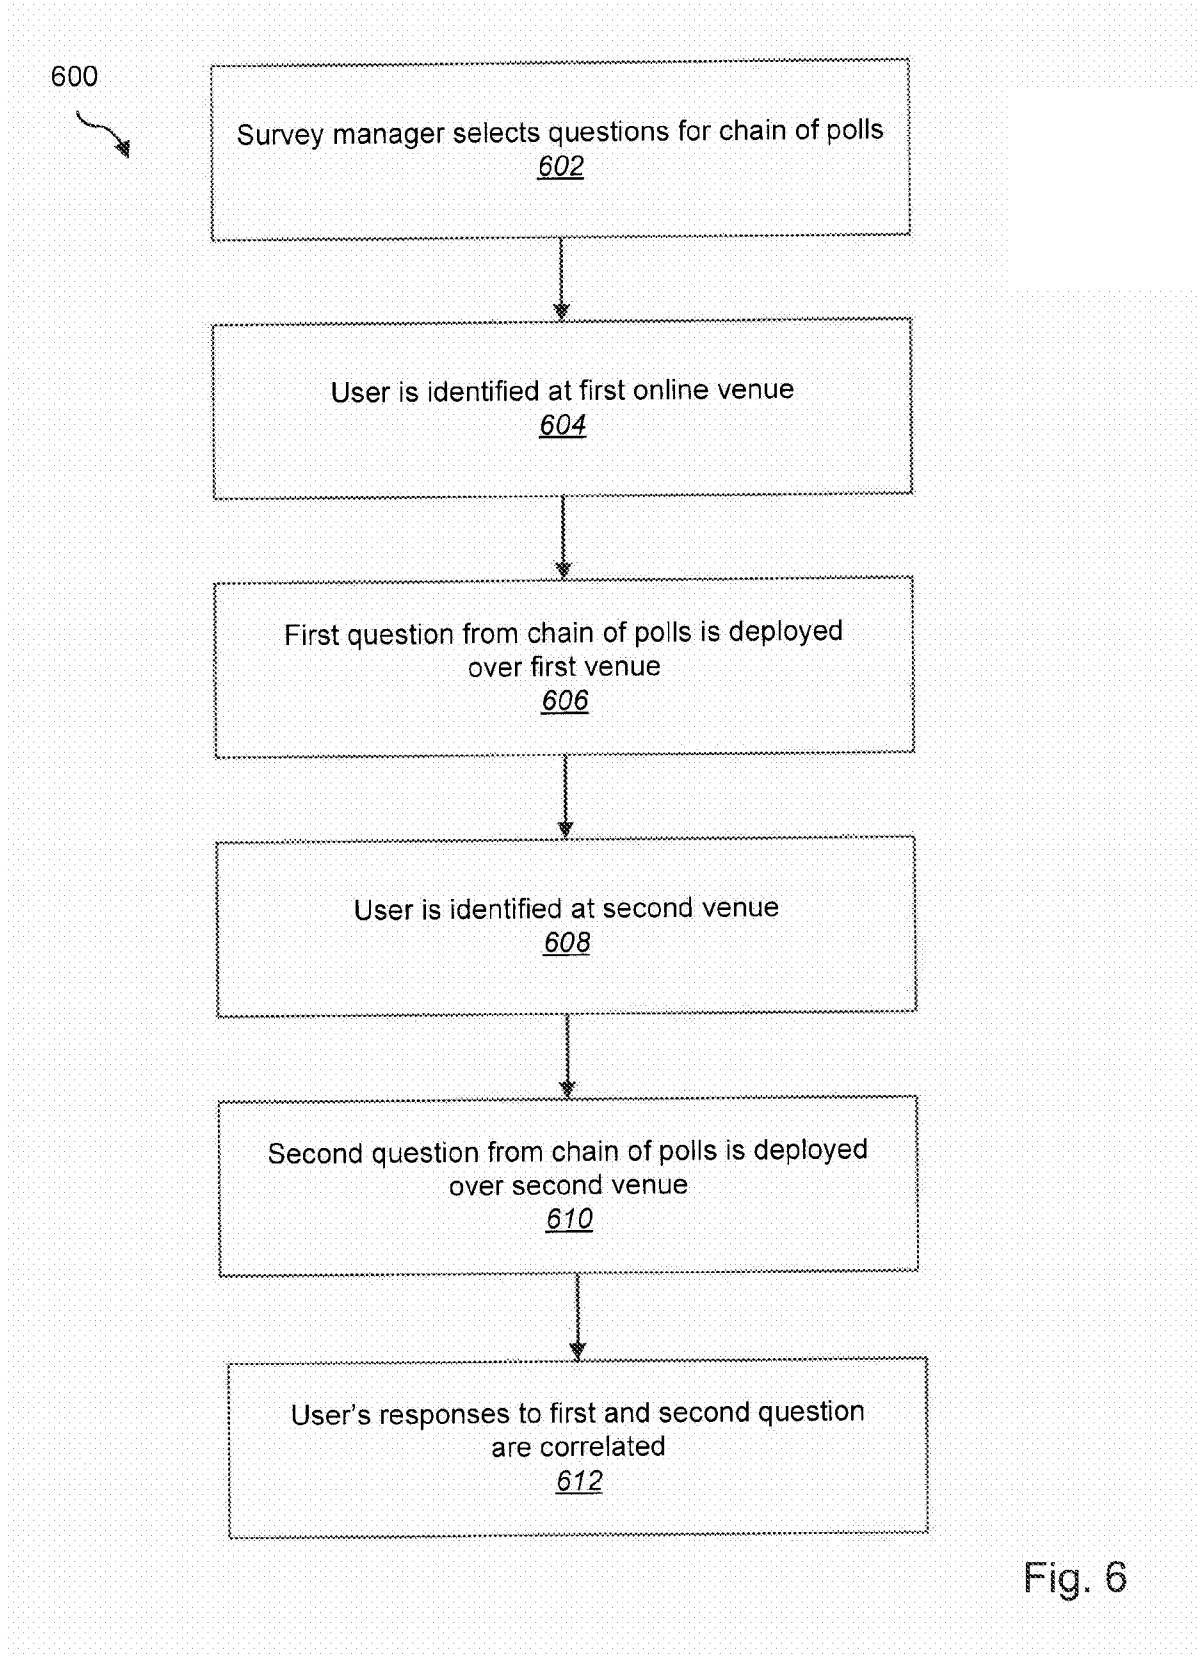 600
Survey manager selects questions for chain of polls
602
User is identified at first online venue
604
First question from chain of polls is deployed
over first venue
606
User is identified at second venue
608
Second question from chain of polls is deployed
over second venue
610
User's responses to first and second question
are correlated
612
Fig. 6